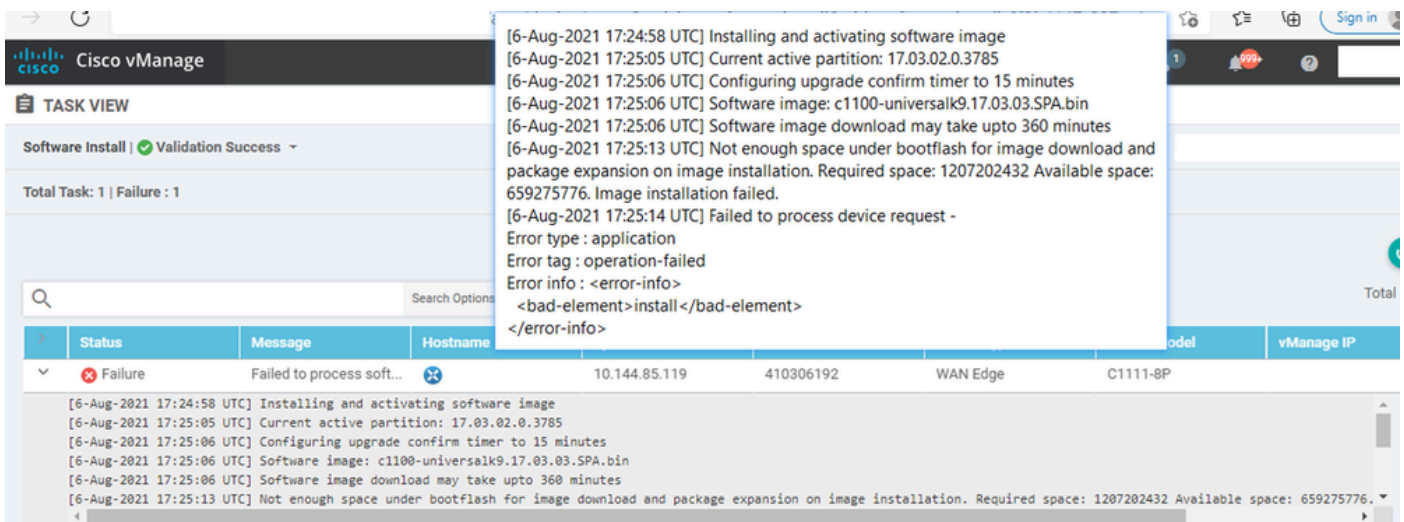 Sign in
CISCO
Cisco vManage
1
999+
TASK VIEW
Software Install | Validation Success
Total Task: 1 | Failure : 1
[6-Aug-2021 17:24:58 UTC] Installing and activating software image
[6-Aug-2021 17:25:05 UTC] Current active partition: 17.03.02.0.3785
[6-Aug-2021 17:25:06 UTC] Configuring upgrade confirm timer to 15 minutes
[6-Aug-2021 17:25:06 UTC] Software image: c1100-universalk9.17.03.03.SPA.bin
[6-Aug-2021 17:25:06 UTC] Software image download may take upto 360 minutes
[6-Aug-2021 17:25:13 UTC] Not enough space under bootflash for image download and
package expansion on image installation. Required space: 1207202432 Available space:
659275776. Image installation failed.
[6-Aug-2021 17:25:14 UTC] Failed to process device request -
Error type : application
Error tag : operation-failed
Error info : <error-info>
<bad-element>install</bad-element>
</error-info>
Search Options
Total
Status Message Hostname odel vManage IP
Failure Failed to process soft... 10.144.85.119 410306192 WAN Edge C1111-8P
[6-Aug-2021 17:24:58 UTC] Installing and activating software image
[6-Aug-2021 17:25:05 UTC] Current active partition: 17.03.02.0.3785
[6-Aug-2021 17:25:06 UTC] Configuring upgrade confirm timer to 15 minutes
[6-Aug-2021 17:25:06 UTC] Software image: c1100-universalk9.17.03.03.SPA.bin
[6-Aug-2021 17:25:06 UTC] Software image download may take upto 360 minutes
[6-Aug-2021 17:25:13 UTC] Not enough space under bootflash for image download and package expansion on image installation. Required space: 1207202432 Available space: 659275776.